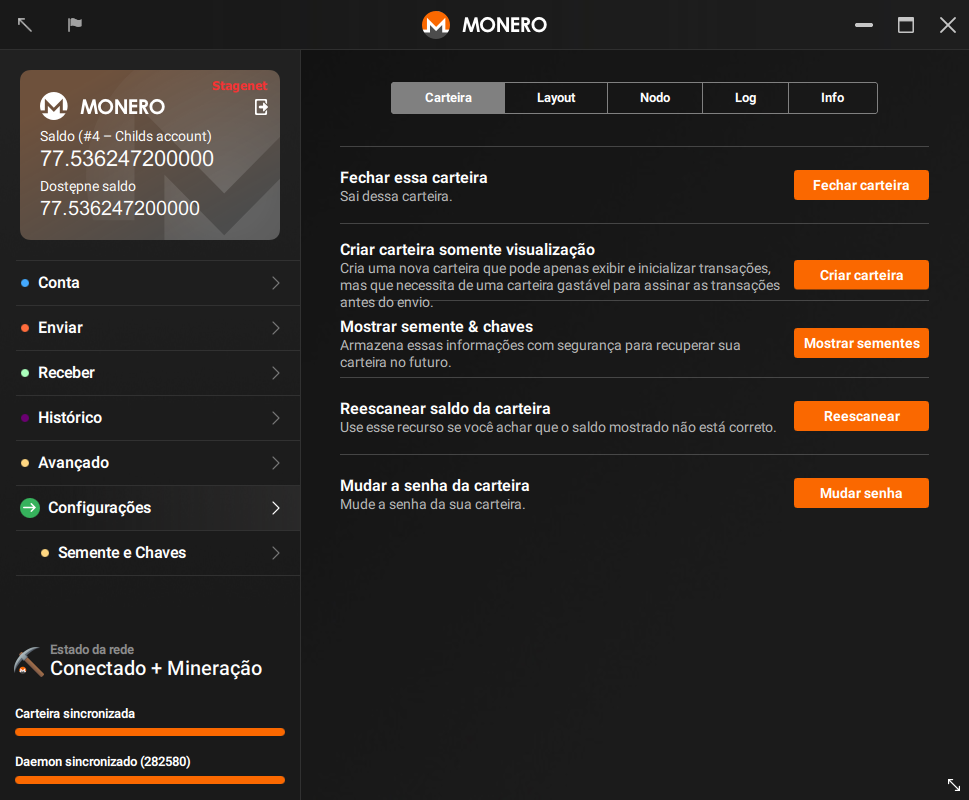 MONERO
Stagenet
MONERO
Saldo (#4 – Childs account)
77.536247200000
Dostępne saldo
77.536247200000
Conta
Enviar
Receber
Histórico
Avançado
Configurações
Semente e Chaves
Estado da rede
Conectado + Mineração
Carteira sincronizada
Daemon sincronizado (282580)
Carteira
Layout
Nodo
Log
Info
Fechar essa carteira
Sai dessa carteira.
Fechar carteira
Criar carteira somente visualização
Cria uma nova carteira que pode apenas exibir e inicializar transações,
mas que necessita de uma carteira gastável para assinar as transações
antes do envio.
Criar carteira
Mostrar semente & chaves
Armazena essas informações com segurança para recuperar sua
carteira no futuro.
Mostrar sementes
Reescanear saldo da carteira
Use esse recurso se você achar que o saldo mostrado não está correto.
Reescanear
Mudar a senha da carteira
Mude a senha da sua carteira.
Mudar senha